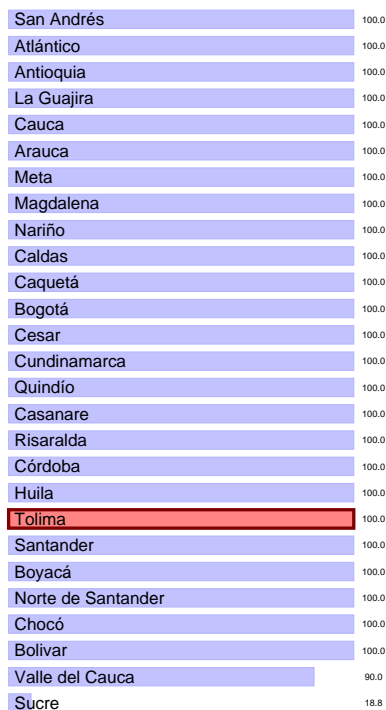 San Andrés 100.0
Atlántico 100.0
Antioquia 100.0
La Guajira 100.0
Cauca 100.0
Arauca 100.0
Meta 100.0
Magdalena 100.0
Nariño 100.0
Caldas 100.0
Caquetá 100.0
Bogotá 100.0
Cesar 100.0
Cundinamarca 100.0
Quindío 100.0
Casanare 100.0
Risaralda 100.0
Córdoba 100.0
Huila 100.0
Tolima 100.0
Santander 100.0
Boyacá 100.0
Norte de Santander 100.0
Chocó 100.0
Bolivar 100.0
Valle del Cauca 90.0
Sucre 18.8